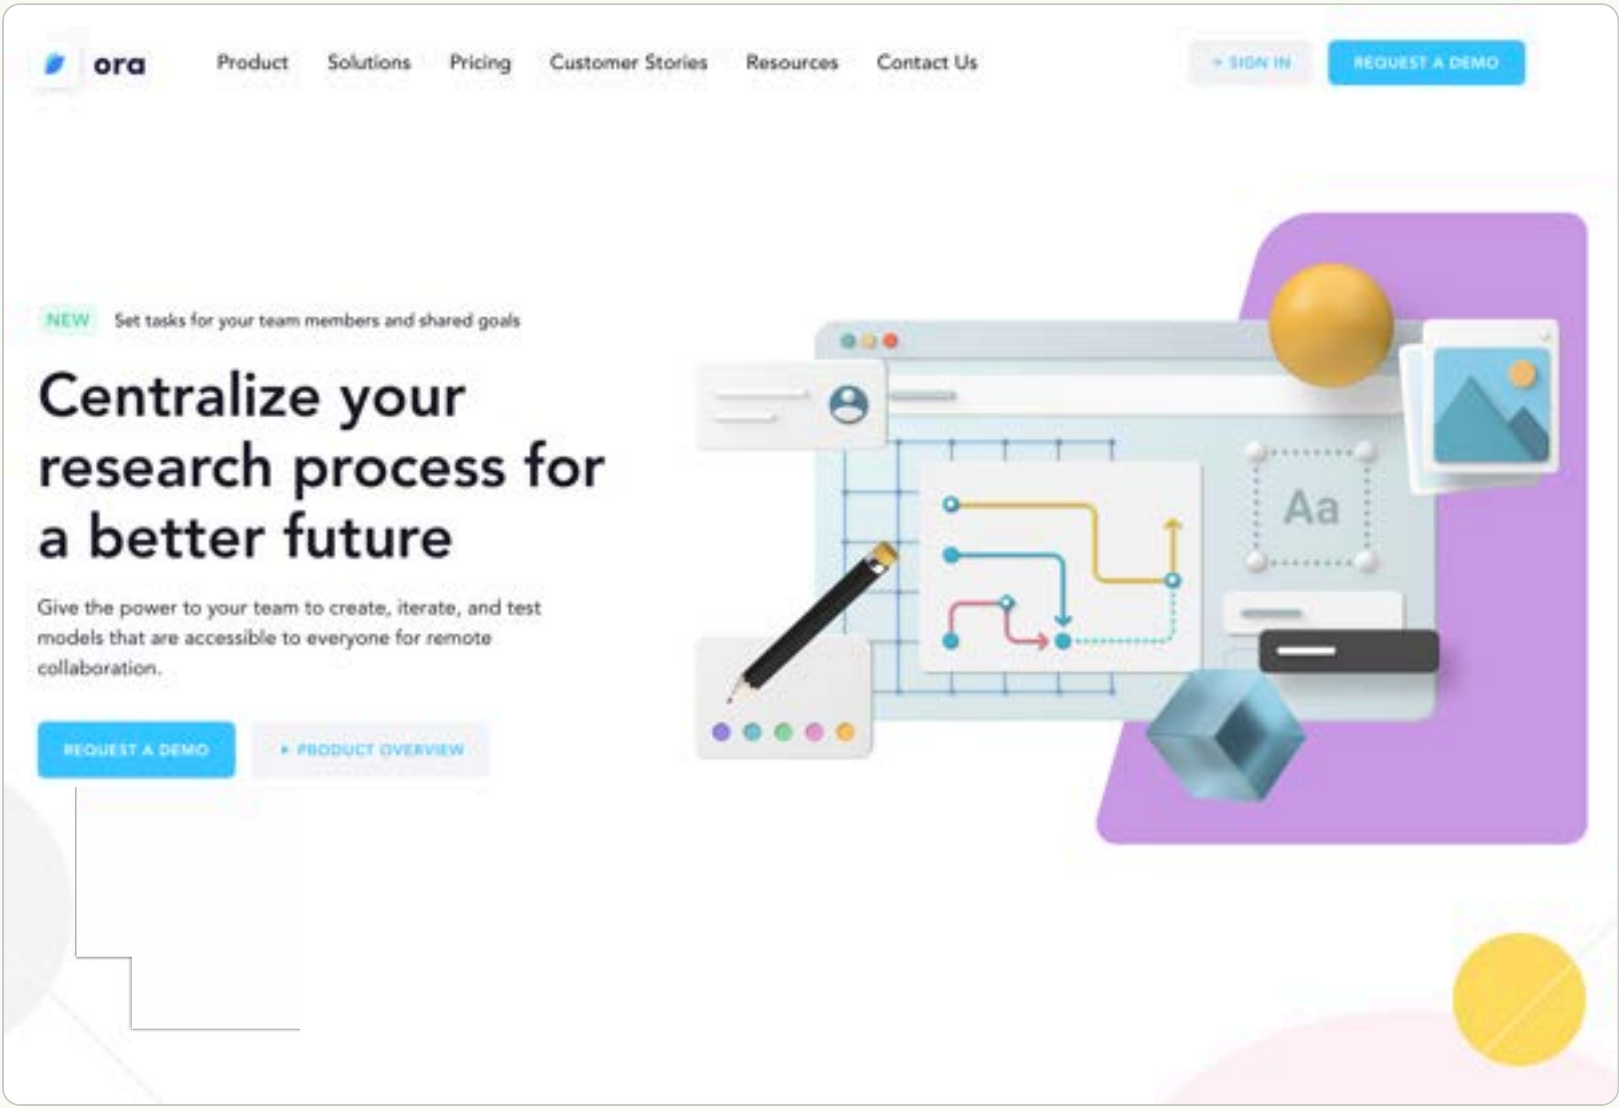 ora
Product Solutions Pricing Customer Stories Resources Contact Us
SIGN IN
REQUEST A DEMO
NEW Set tasks for your team members and shared goals
Centralize your
research process for
a better future
Give the power to your team to create, iterate, and test
models that are accessible to everyone for remote
collaboration.
REQUEST A DEMO
PRODUCT OVERVIEW
Aa